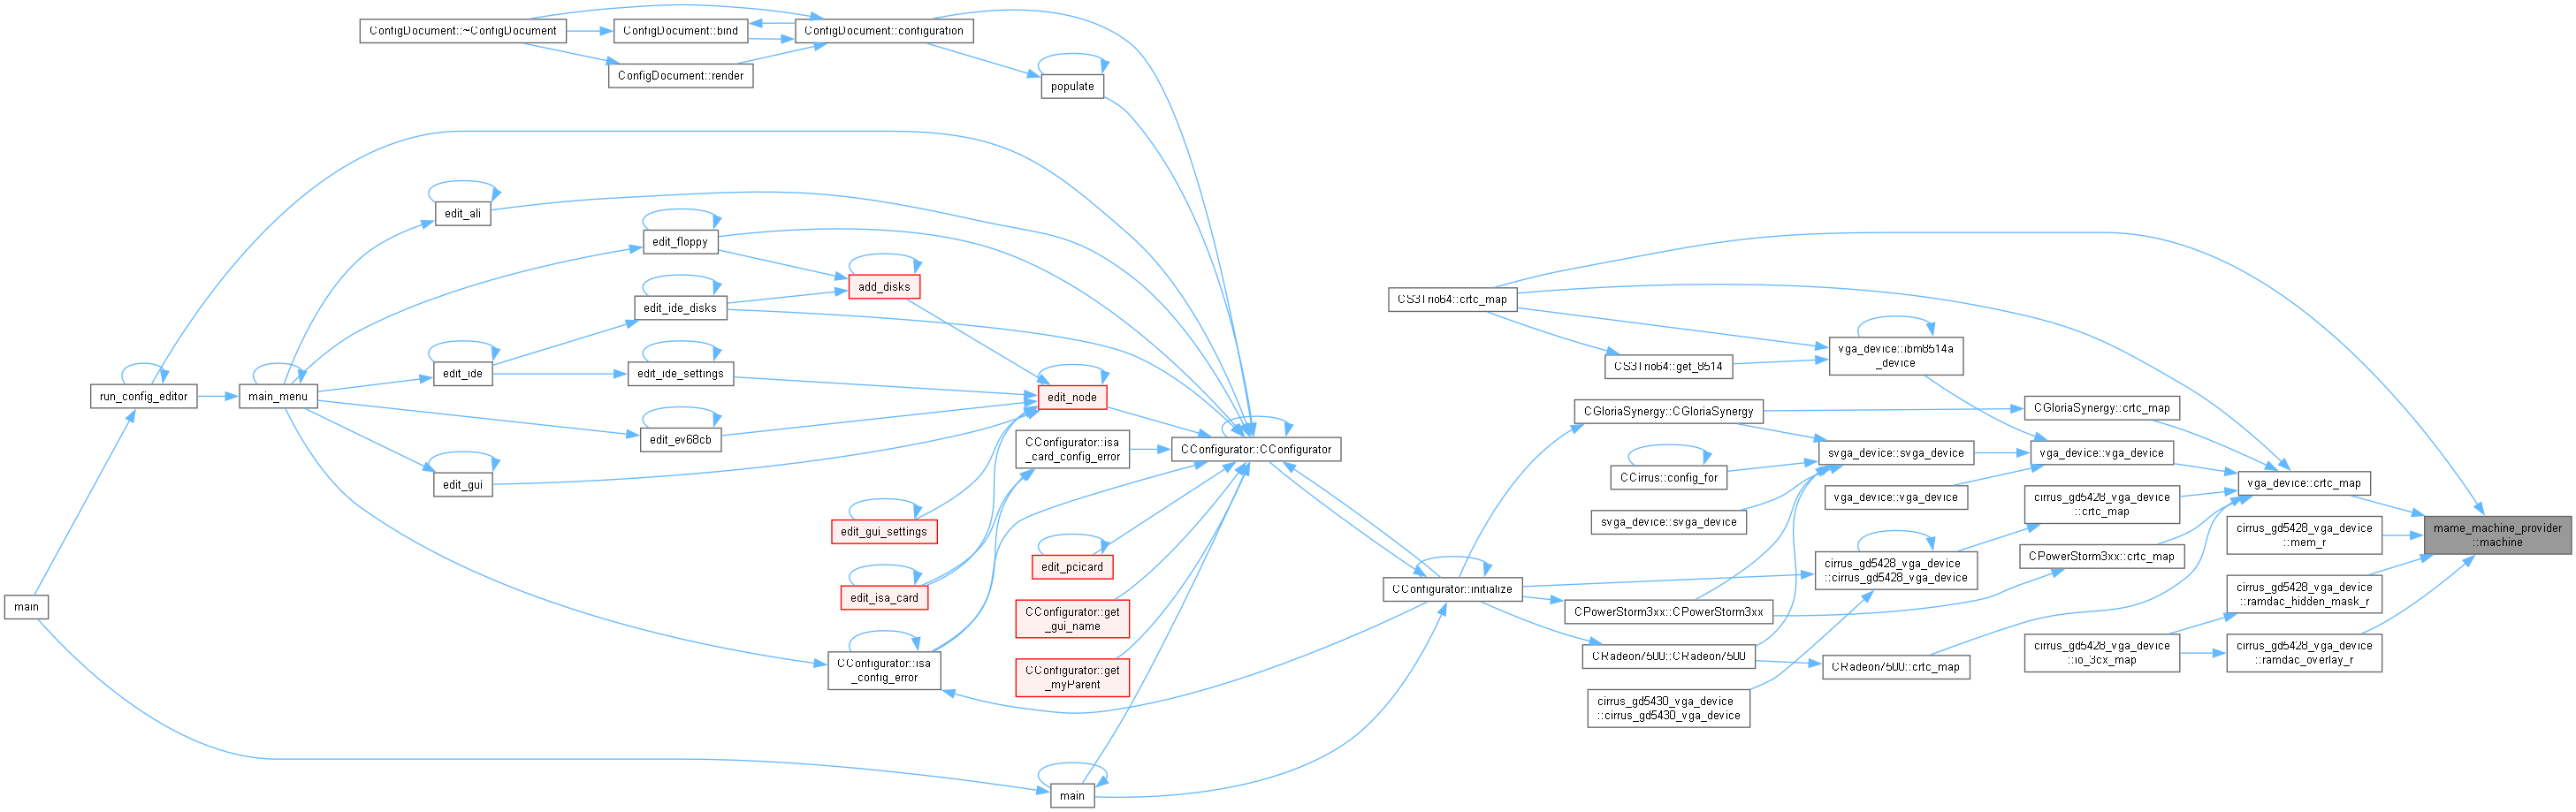 ConfigDocument::~ConfigDocument
ConfigDocument::bind
ConfigDocument::configuration
ConfigDocument::render
populate
edit_ali
edit_floppy
add_disks
edit_ide_disks
edit_ide
edit_ide_settings
run_config_editor
main_menu
edit_node
edit_ev68cb
edit_gui
CConfigurator::isa
_card_config_error
CConfigurator::CConfigurator
edit_gui_settings
edit_pcicard
edit_isa_card
CConfigurator::get
_gui_name
main
CConfigurator::isa
_config_error
CConfigurator::get
_myParent
main
CS3Trio64::crtc_map
vga_device::ibm8514a
_device
CS3Trio64::get_8514
CGloriaSynergy::CGloriaSynergy
CGloriaSynergy::crtc_map
svga_device::svga_device
vga_device::vga_device
CCirrus::config_for
vga_device::crtc_map
vga_device::vga_device
cirrus_gd5428_vga_device
::crtc_map
svga_device::svga_device
cirrus_gd5428_vga_device
::mem_r
mame_machine_provider
::machine
CPowerStorm3xx::crtc_map
cirrus_gd5428_vga_device
::cirrus_gd5428_vga_device
CConfigurator::initialize
cirrus_gd5428_vga_device
::ramdac_hidden_mask_r
CPowerStorm3xx::CPowerStorm3xx
CRadeon7500::CRadeon7500
CRadeon7500::crtc_map
cirrus_gd5428_vga_device
::io_3cx_map
cirrus_gd5428_vga_device
::ramdac_overlay_r
cirrus_gd5430_vga_device
::cirrus_gd5430_vga_device